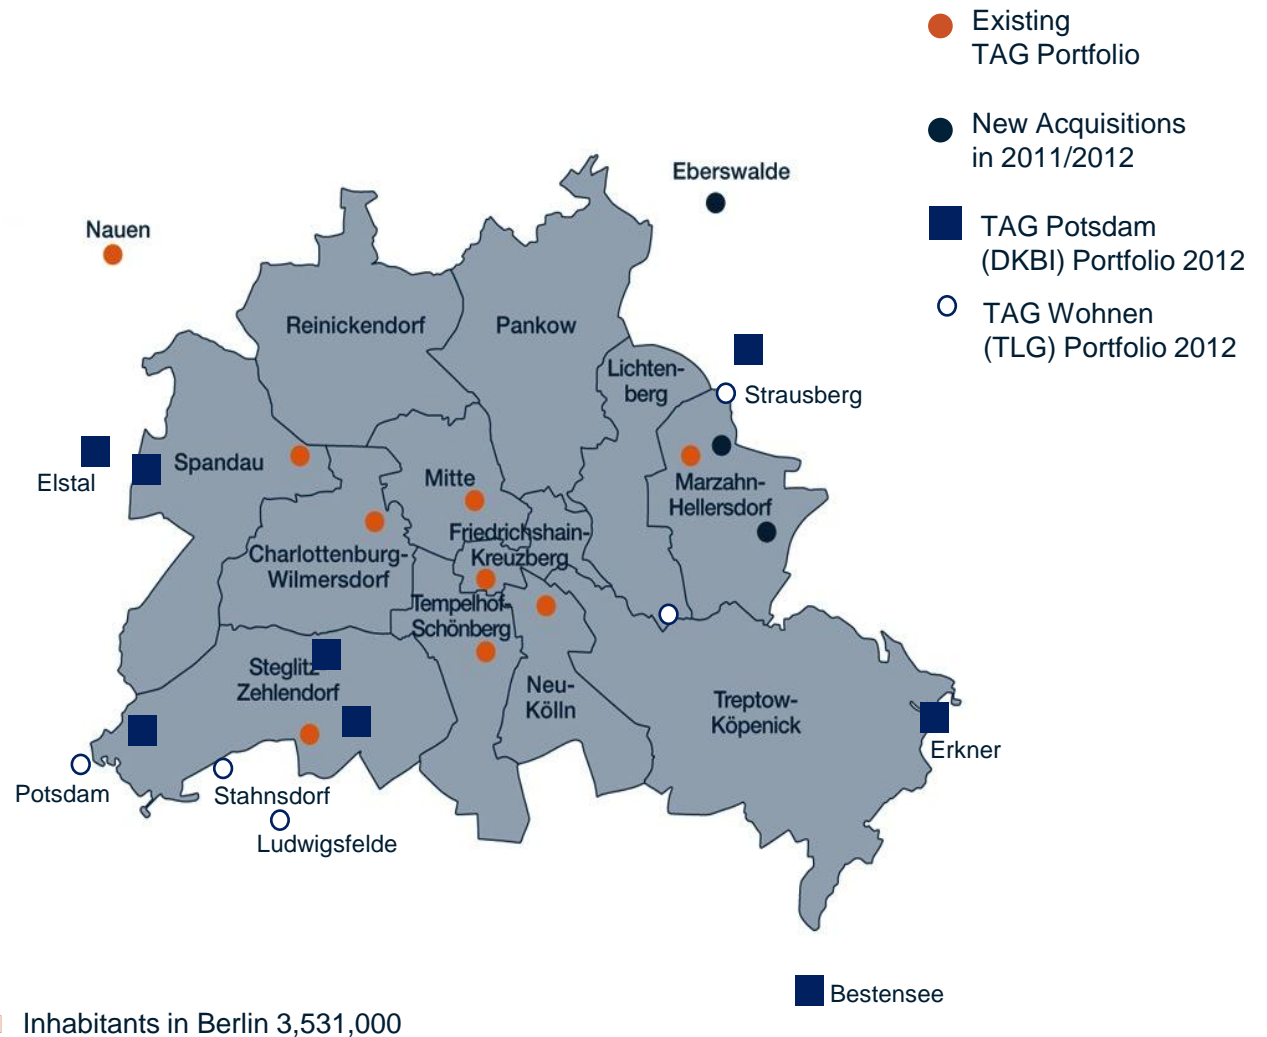 Existing
TAG Portfolio
New Acquisitions
in 2011/2012
TAG Potsdam
(DKBI) Portfolio 2012
TAG Wohnen
(TLG) Portfolio 2012
Eberswalde
Nauen
Reinickendorf
Pankow
Lichten-
berg
Strausberg
Elstal
Spandau
Mitte
Marzahn-
Hellersdorf
Friedrichshain-
Kreuzberg
Charlottenburg-
Wilmersdorf
Tempelhof-
Schönberg
Steglitz
Zehlendorf
Neu-
Kölln
Treptow-
Köpenick
Erkner
Potsdam
Stahnsdorf
Ludwigsfelde
Bestensee
Inhabitants in Berlin 3,531,000